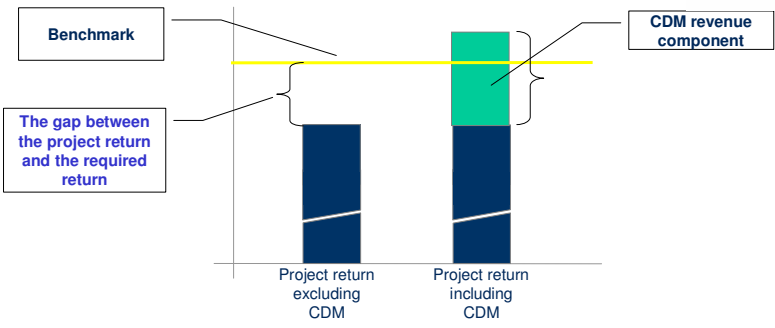 Benchmark
CDM revenue
component
The gap between
the project return
and the required
return
Project return
excluding
CDM
Project return
including
CDM